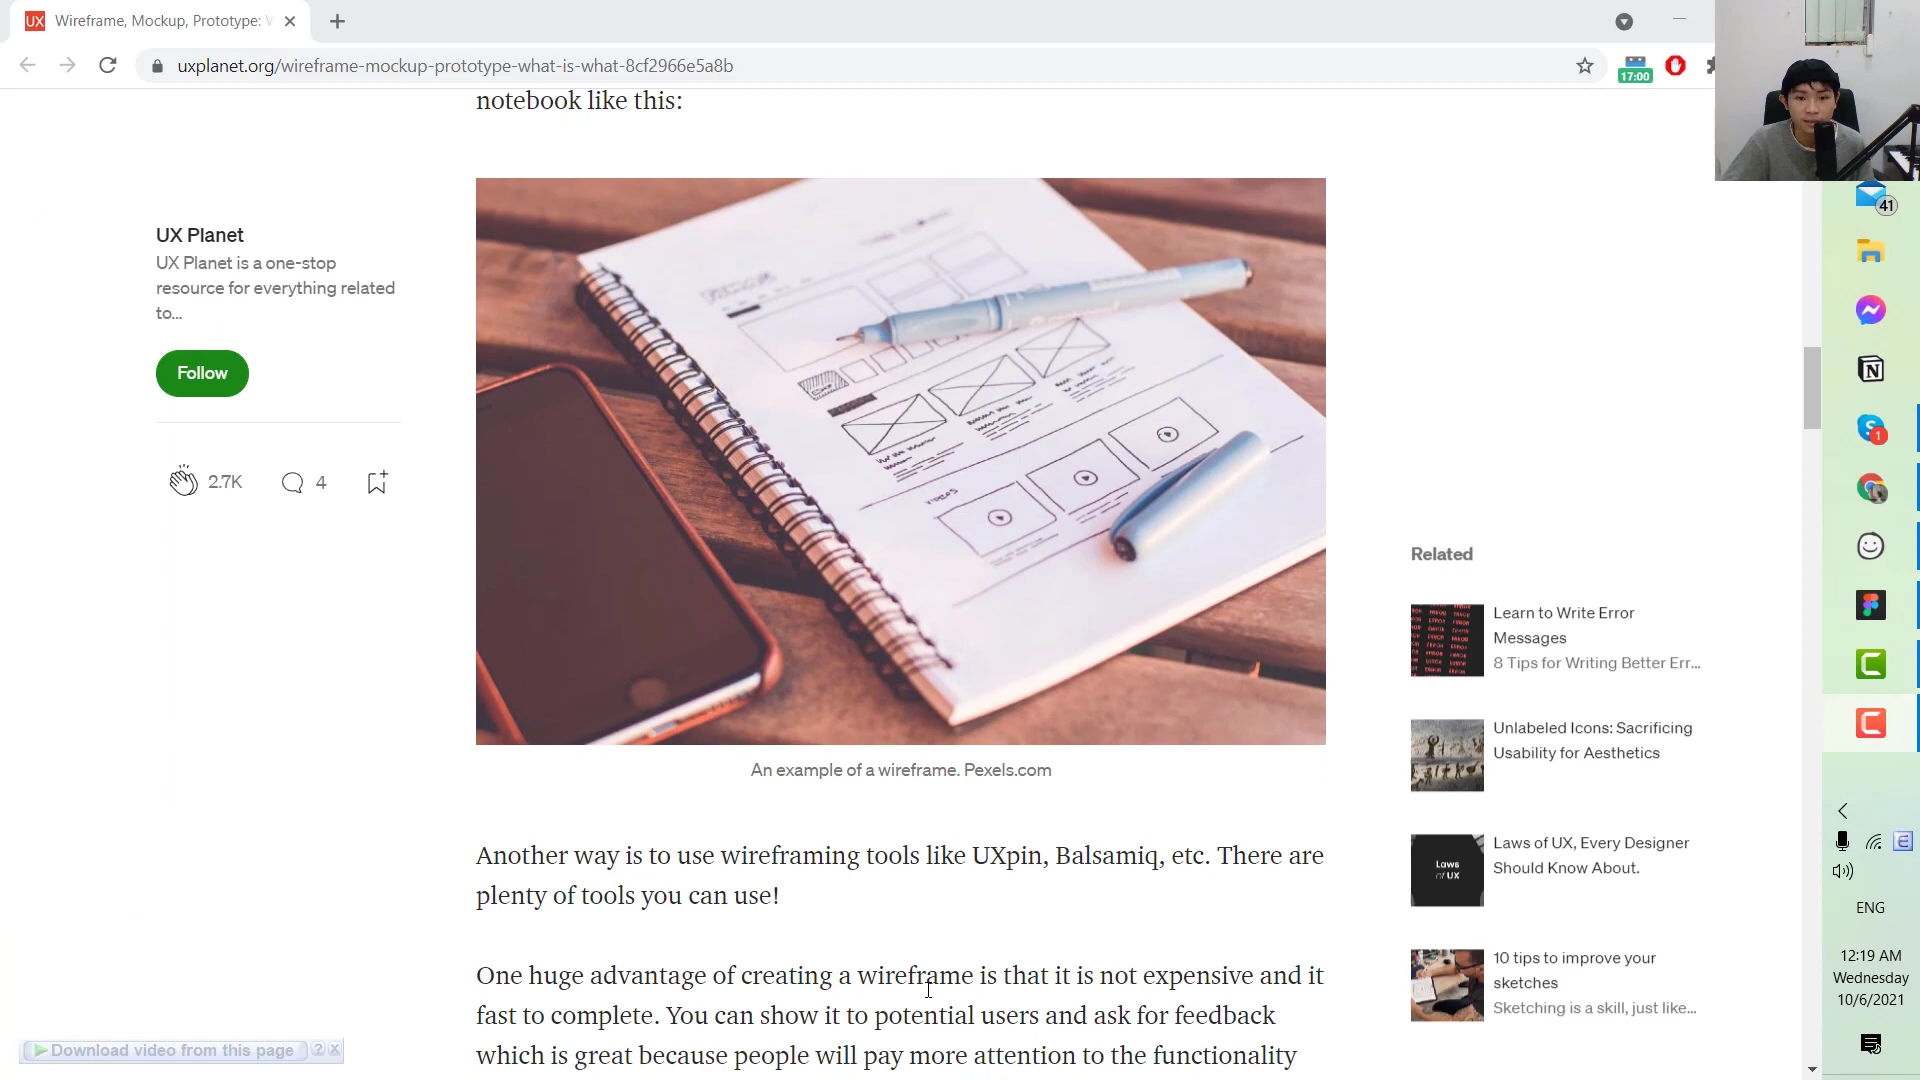 UX Wireframe, Mockup, Prototype:
uxplanet.org/wireframe-mockup-prototype-what-is-what-8cf2966e5a8b
17:00
notebook like this:
UX Planet
UX Planet is a one-stop
resource for everything related
to...
Follow
2.7K
4
VIDEOS
An example of a wireframe. Pexels.com
Another way is to use wireframing tools like UXpin, Balsamiq, etc. There are
plenty of tools you can use!
One huge advantage of creating a wireframe is that it is not expensive and it
fast to complete. You can show it to potential users and ask for feedback
which is great because people will pay more attention to the functionality
Related
Learn to Write Error
Messages
8 Tips for Writing Better Err...
Unlabeled Icons: Sacrificing
Usability for Aesthetics
Laws
of UX
Laws of UX, Every Designer
Should Know About.
10 tips to improve your
sketches
Sketching is a skill, just like...
Download video from this page
?
41
1
ENG
12:19 AM
Wednesday
10/6/2021